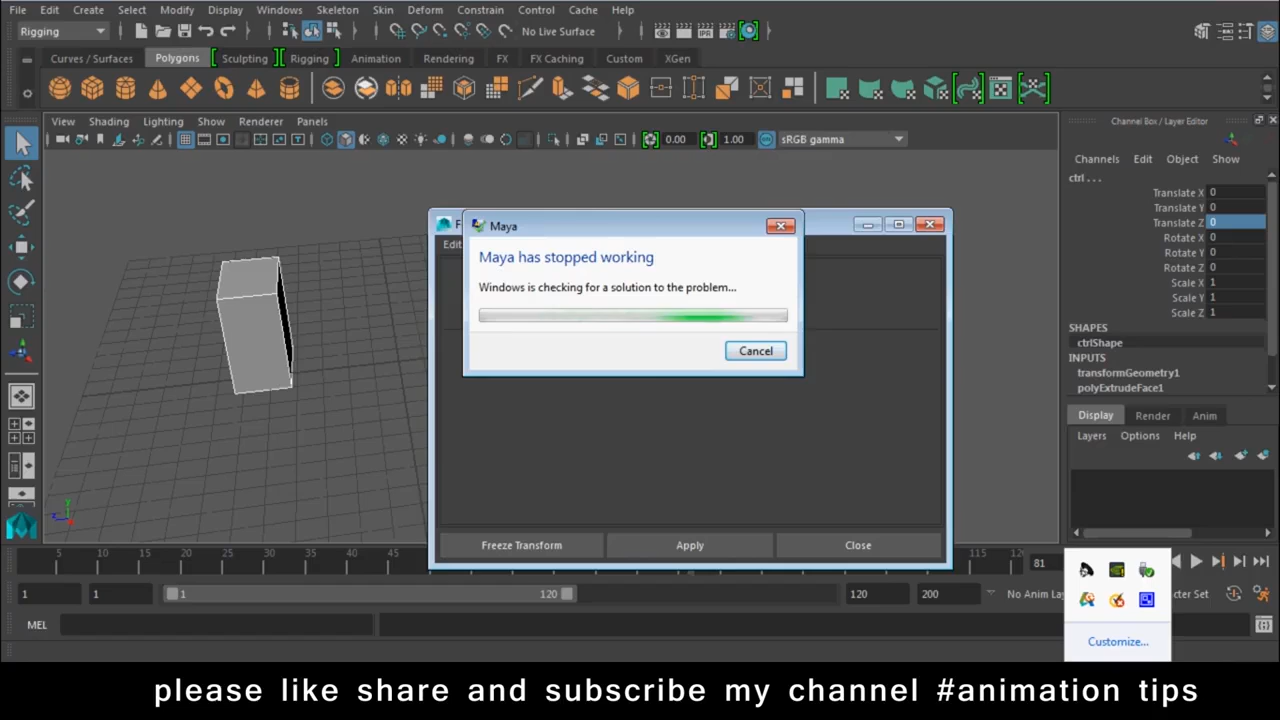 File Edit Create Select Modify Display Windows Skeleton Skin Deform Constrain Control Cache Help
Rigging No Live Surface
Curves / Surfaces Polygons Sculpting Rigging Animation Rendering FX FX Caching Custom XGen
View Shading Lighting Show Renderer Panels
Channel Box / Layer Editor
0.00 1.00 sRGB gamma
Channels Edit Object Show
ctrl . . .
Translate X 0
Translate Y 0
Translate Z 0
Rotate X 0
Rotate Y 0
Rotate Z 0
Scale X 1
Scale Y 1
Scale Z 1
SHAPES
ctrlShape
INPUTS
transformGeometry1
polyExtrudeFace1
Display Render Anim
Layers Options Help
Edit
Maya
Maya has stopped working
Windows is checking for a solution to the problem...
Cancel
Freeze Transform Apply Close
5 10 15 20 25 30 35 40 45 115 12 81
1 1 1 120 120 200 No Anim Lay cter Set
MEL
Customize...
please like share and subscribe my channel #animation tips